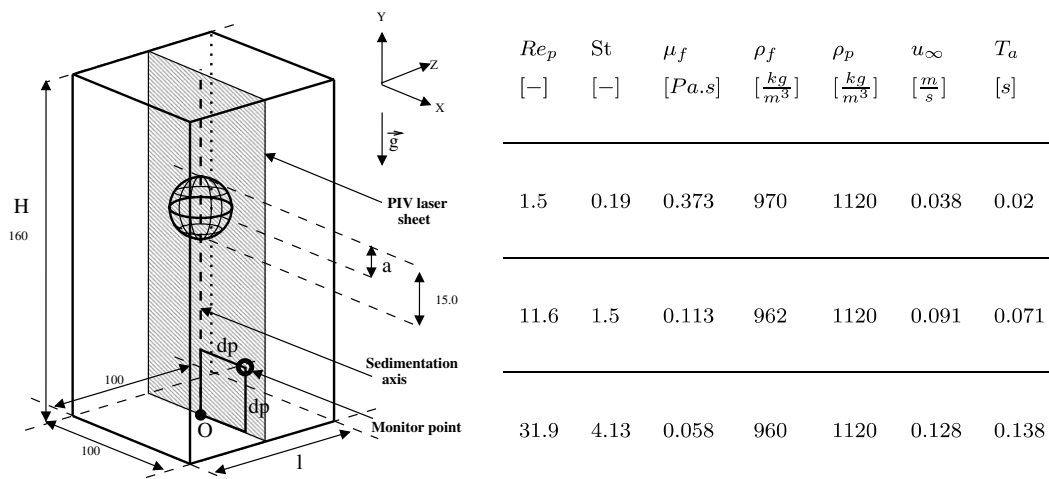 Y
Z
X
g
H
160
PIV laser
sheet
a
15.0
dp
Sedimentation
axis
100
dp
Monitor point
O
100
l
Re_p St μ_f ρ_f ρ_p u_∞ T_a
[−] [−] [Pa.s] [kg/m^3] [kg/m^3] [m/s] [s]
1.5 0.19 0.373 970 1120 0.038 0.02
11.6 1.5 0.113 962 1120 0.091 0.071
31.9 4.13 0.058 960 1120 0.128 0.138